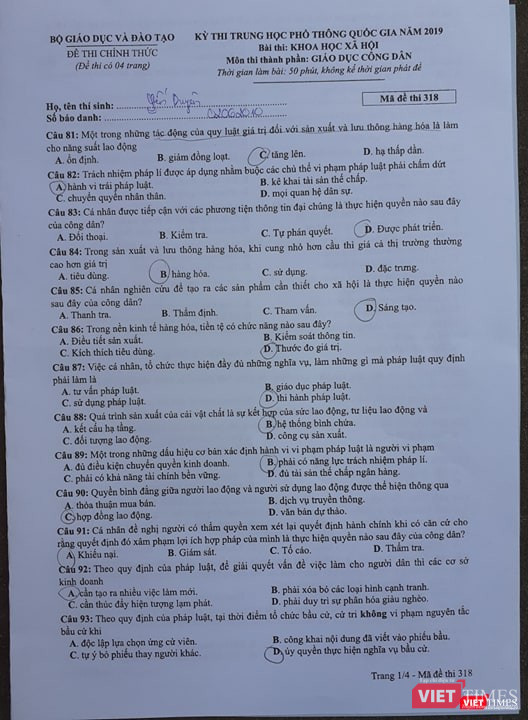 BỘ GIÁO DỤC VÀ ĐÀO TẠO
ĐỀ THI CHÍNH THỨC
(Đề thi có 04 trang)
KỲ THI TRUNG HỌC PHỔ THÔNG QUỐC GIA NĂM 2019
Bài thi: KHOA HỌC XÃ HỘI
Môn thi thành phần: GIÁO DỤC CÔNG DÂN
Thời gian làm bài: 50 phút, không kể thời gian phát đề
Họ, tên thí sinh:
Số báo danh:
Mã đề thi 318
Câu 81: Một trong những tác động của quy luật giá trị đối với sản xuất và lưu thông hàng hóa là làm
cho năng suất lao động
A. ổn định. B. giảm đồng loạt. C. tăng lên. D. hạ thấp dần.
Câu 82: Trách nhiệm pháp lí được áp dụng nhằm buộc các chủ thể vi phạm pháp luật phải chấm dứt
A. hành vi trái pháp luật. B. kê khai tài sản thế chấp.
C. chuyển quyền nhân thân. D. mọi quan hệ dân sự.
Câu 83: Cá nhân được tiếp cận với các phương tiện thông tin đại chúng là thực hiện quyền nào sau đây
của công dân?
A. Đối thoại. B. Kiểm tra. C. Tự phán quyết. D. Được phát triển.
Câu 84: Trong sản xuất và lưu thông hàng hóa, khi cung nhỏ hơn cầu thì giá cả thị trường thường
cao hơn giá trị
A. tiêu dùng. B. hàng hóa. C. sử dụng. D. đặc trưng.
Câu 85: Cá nhân nghiên cứu để tạo ra các sản phẩm cần thiết cho xã hội là thực hiện quyền nào
sau đây của công dân?
A. Thanh tra. B. Thẩm định. C. Tham vấn. D. Sáng tạo.
Câu 86: Trong nền kinh tế hàng hóa, tiền tệ có chức năng nào sau đây?
A. Điều tiết sản xuất. B. Kiểm soát thông tin.
C. Kích thích tiêu dùng. D. Thước đo giá trị.
Câu 87: Việc cá nhân, tổ chức thực hiện đầy đủ những nghĩa vụ, làm những gì mà pháp luật quy định
phải làm là
A. tư vấn pháp luật. B. giáo dục pháp luật.
C. sử dụng pháp luật. D. thi hành pháp luật.
Câu 88: Quá trình sản xuất của cải vật chất là sự kết hợp của sức lao động, tư liệu lao động và
A. kết cấu hạ tầng. B. hệ thống bình chứa.
C. đối tượng lao động. D. công cụ sản xuất.
Câu 89: Một trong những dấu hiệu cơ bản xác định hành vi vi phạm pháp luật là người vi phạm
A. đủ điều kiện chuyển quyền kinh doanh. B. phải có năng lực trách nhiệm pháp lí.
C. phải có khả năng tài chính bền vững. D. đủ tài sản thế chấp ngân hàng.
Câu 90: Quyền bình đẳng giữa người lao động và người sử dụng lao động được thể hiện thông qua
A. thỏa thuận mua bán. B. dịch vụ truyền thông.
C. hợp đồng lao động. D. văn bản dự thảo.
Câu 91: Cá nhân đề nghị người có thẩm quyền xem xét lại quyết định hành chính khi có căn cứ cho
rằng quyết định đó xâm phạm lợi ích hợp pháp của mình là thực hiện quyền nào sau đây của công dân?
A. Khiếu nại. B. Giám sát. C. Tố cáo. D. Thẩm tra.
Câu 92: Theo quy định của pháp luật, để giải quyết vấn đề việc làm cho người dân thì các cơ sở
kinh doanh
A. cần tạo ra nhiều việc làm mới. B. phải xóa bỏ các loại hình cạnh tranh.
C. cần thúc đẩy hiện tượng lạm phát. D. phải duy trì sự phân hóa giàu nghèo.
Câu 93: Theo quy định của pháp luật, tại thời điểm tổ chức bầu cử, cử tri không vi phạm nguyên tắc
bầu cử khi
A. độc lập lựa chọn ứng cử viên. B. công khai nội dung đã viết vào phiếu bầu.
C. tự ý bỏ phiếu thay người khác. D. ủy quyền thực hiện nghĩa vụ bầu cử.
Trang 1/4 - Mã đề thi 318
VIETTIMES
VIETTIMES